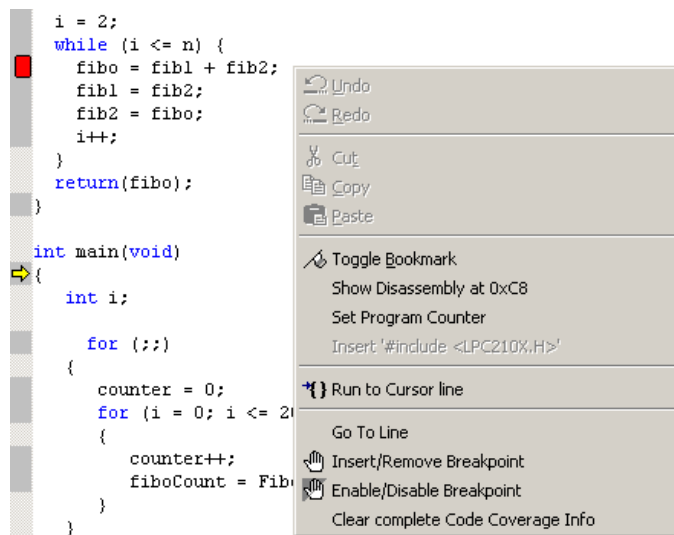 i = 2;
while (i <= n) {
fibo = fib1 + fib2;
fib1 = fib2;
fib2 = fibo;
i++;
}
return(fibo);
}
int main(void)
{
int i;
for (;;)
{
counter = 0;
for (i = 0; i <= 20
{
counter++;
fiboCount = Fibo
}
}
Undo
Redo
Cut
Copy
Paste
Toggle Bookmark
Show Disassembly at 0xC8
Set Program Counter
Insert '#include <LPC210X.H>'
Run to Cursor line
Go To Line
Insert/Remove Breakpoint
Enable/Disable Breakpoint
Clear complete Code Coverage Info